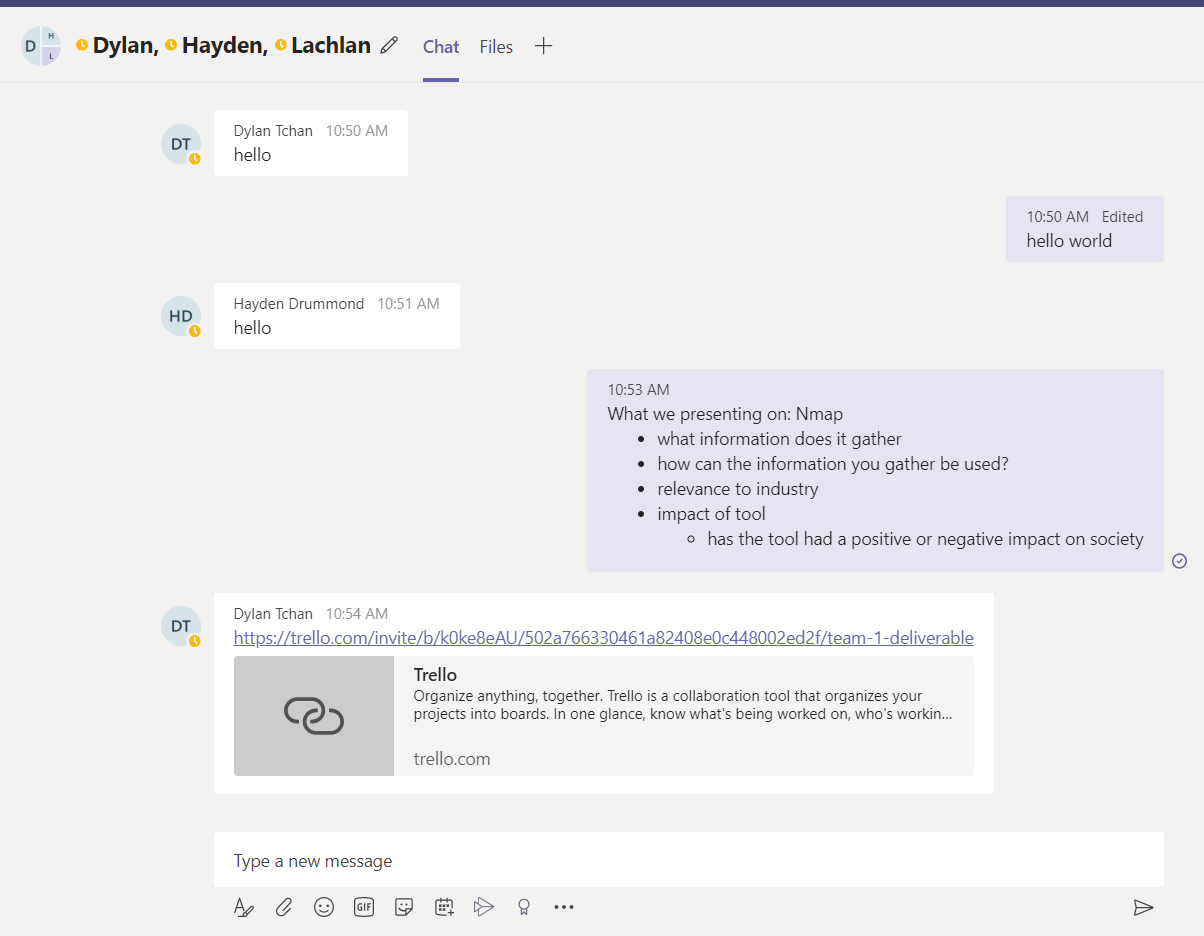 D H L
Dylan, Hayden, Lachlan Chat Files
DT
Dylan Tchan 10:50 AM
hello
10:50 AM Edited
hello world
HD
Hayden Drummond 10:51 AM
hello
10:53 AM
What we presenting on: Nmap
• what information does it gather
• how can the information you gather be used?
• relevance to industry
• impact of tool
◦ has the tool had a positive or negative impact on society
DT
Dylan Tchan 10:54 AM
https://trello.com/invite/b/k0ke8eAU/502a766330461a82408e0c448002ed2f/team-1-deliverable
Trello
Organize anything, together. Trello is a collaboration tool that organizes your
projects into boards. In one glance, know what's being worked on, who's workin...
trello.com
Type a new message
GIF